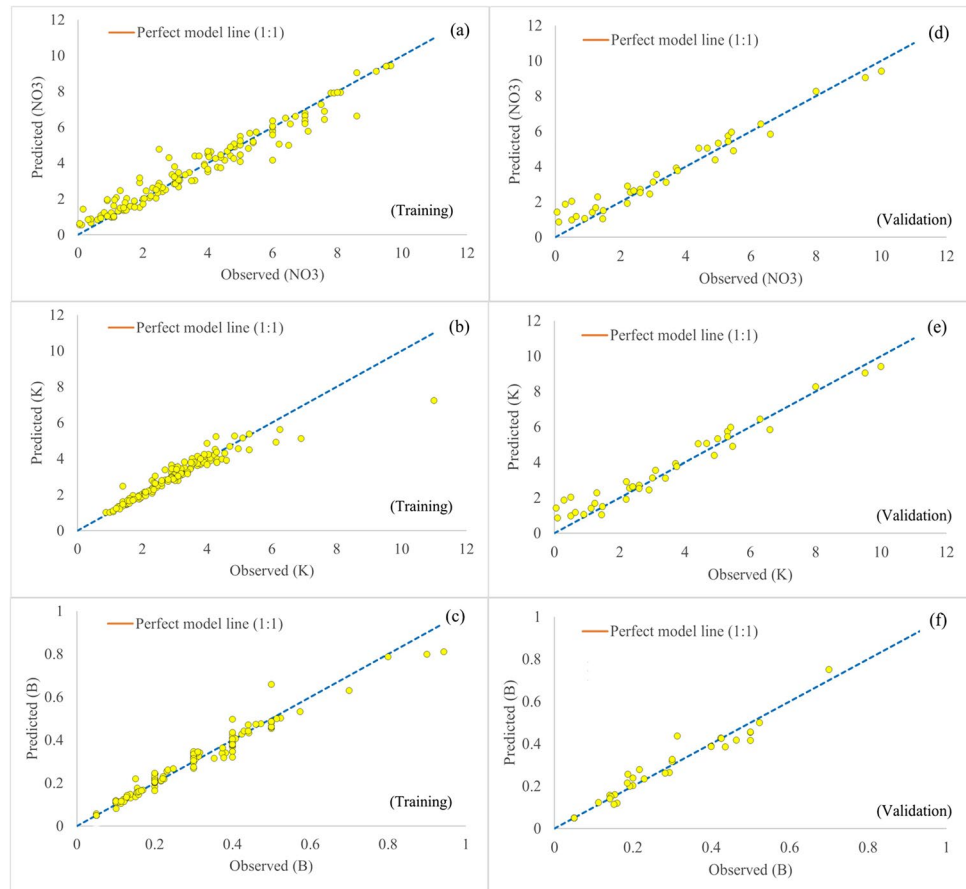 Perfect model line (1:1)
(a)
12
10
8
6
4
2
0
Predicted (NO3)
(Training)
0 2 4 6 8 10 12
Observed (NO3)
Perfect model line (1:1)
(d)
12
10
8
6
4
2
0
Predicted (NO3)
(Validation)
0 2 4 6 8 10 12
Observed (NO3)
Perfect model line (1:1)
(b)
12
10
8
6
4
2
0
Predicted (K)
(Training)
0 2 4 6 8 10 12
Observed (K)
Perfect model line (1:1)
(e)
12
10
8
6
4
2
0
Predicted (K)
(Validation)
0 2 4 6 8 10 12
Observed (K)
Perfect model line (1:1)
(c)
1
0.8
0.6
0.4
0.2
0
Predicted (B)
(Training)
0 0.2 0.4 0.6 0.8 1
Observed (B)
Perfect model line (1:1)
(f)
1
0.8
0.6
0.4
0.2
0
Predicted (B)
(Validation)
0 0.2 0.4 0.6 0.8 1
Observed (B)